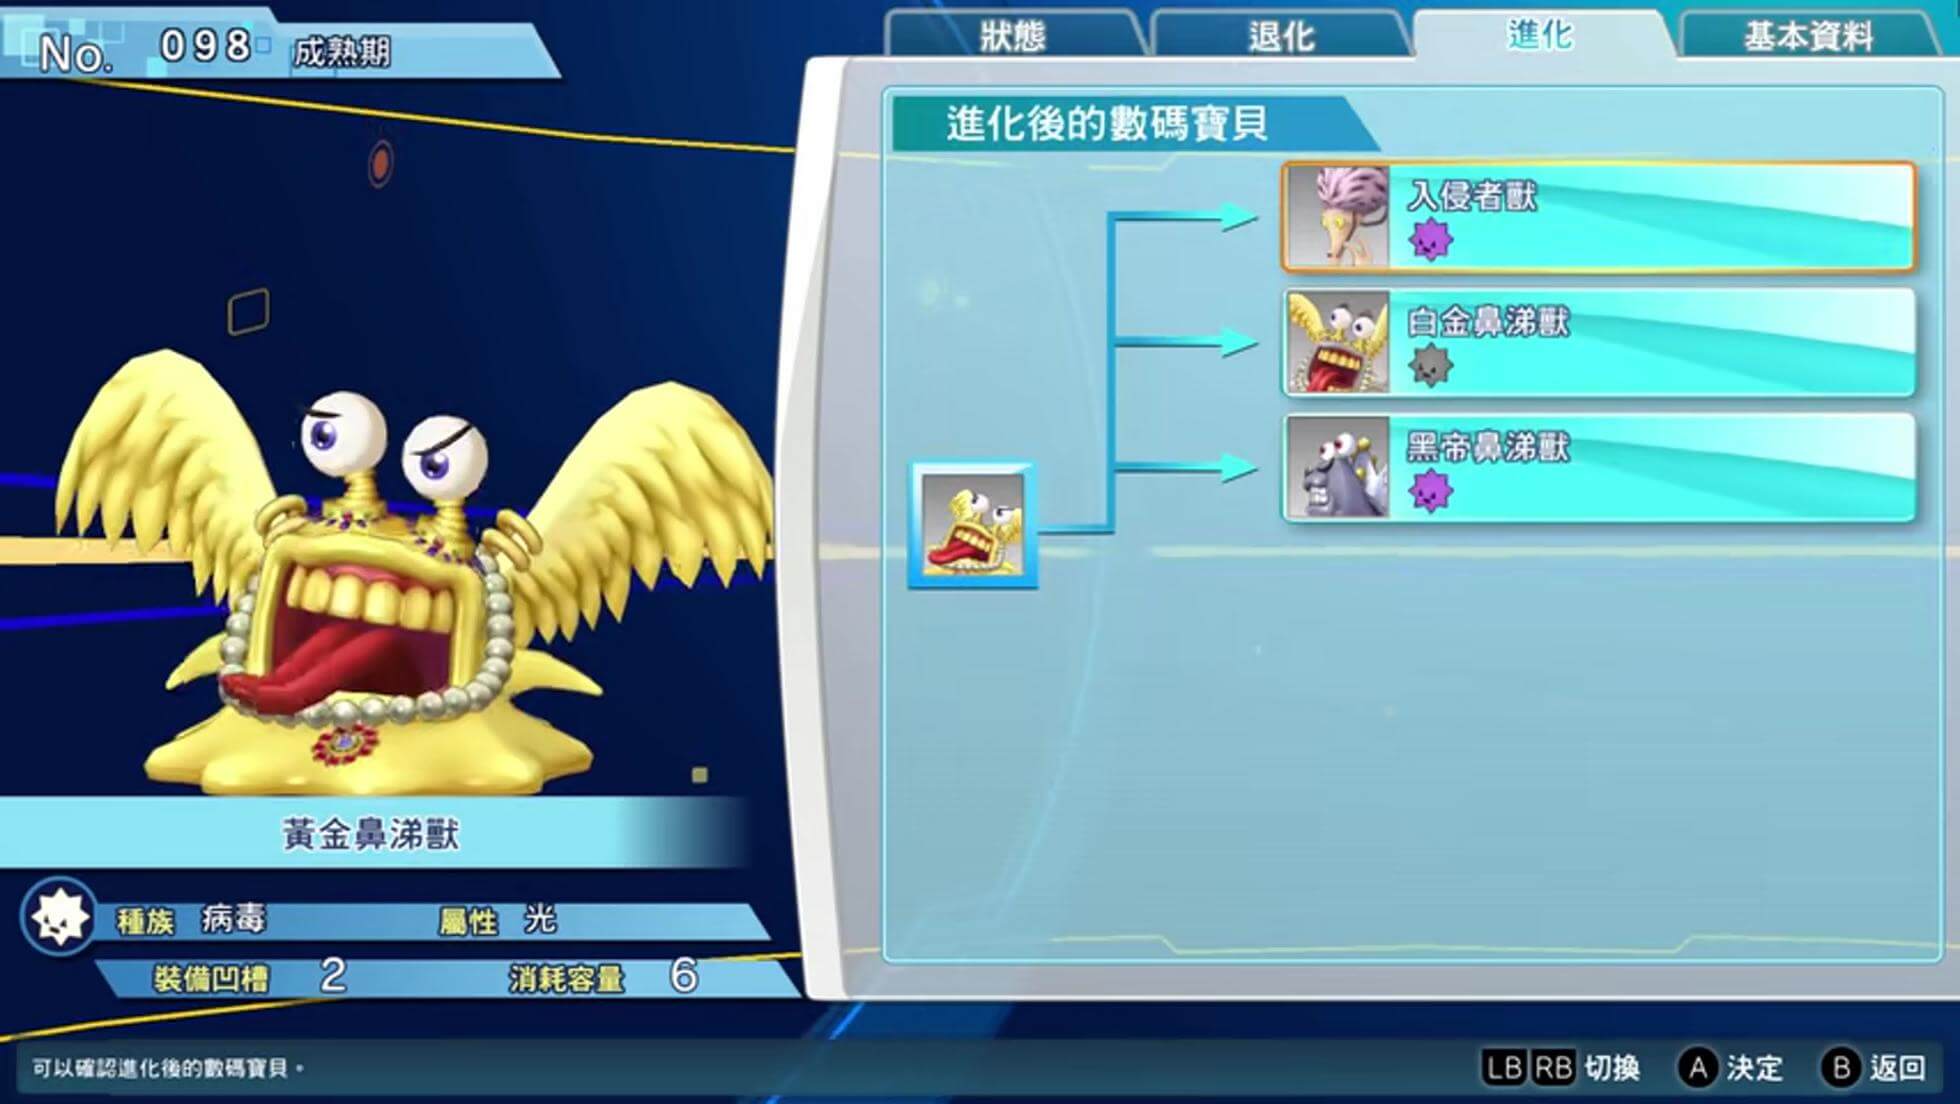 No. 098 成熟期
狀態 退化 進化 基本資料
進化後的數碼寶貝
入侵者獸
白金鼻涕獸
黑帝鼻涕獸
黃金鼻涕獸
種族 病毒 屬性 光
裝備凹槽 2 消耗容量 6
可以確認進化後的數碼寶貝。
LB RB 切換 A 決定 B 返回